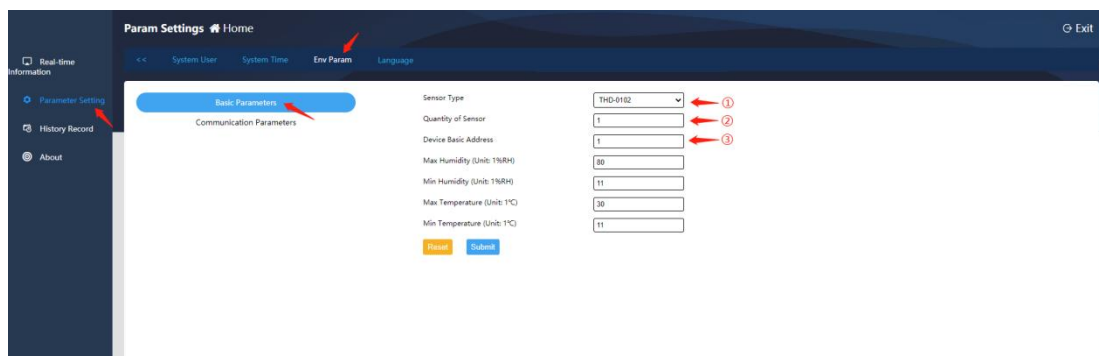 Param Settings Home
Exit
Real-time
Information
Parameter Setting
History Record
About
<< System User System Time Env Param Language
Basic Parameters
Communication Parameters
Sensor Type THD-0102 ①
Quantity of Sensor 1 ②
Device Basic Address 1 ③
Max Humidity (Unit: 1%RH) 80
Min Humidity (Unit: 1%RH) 11
Max Temperature (Unit: 1℃) 30
Min Temperature (Unit: 1℃) 11
Reset Submit